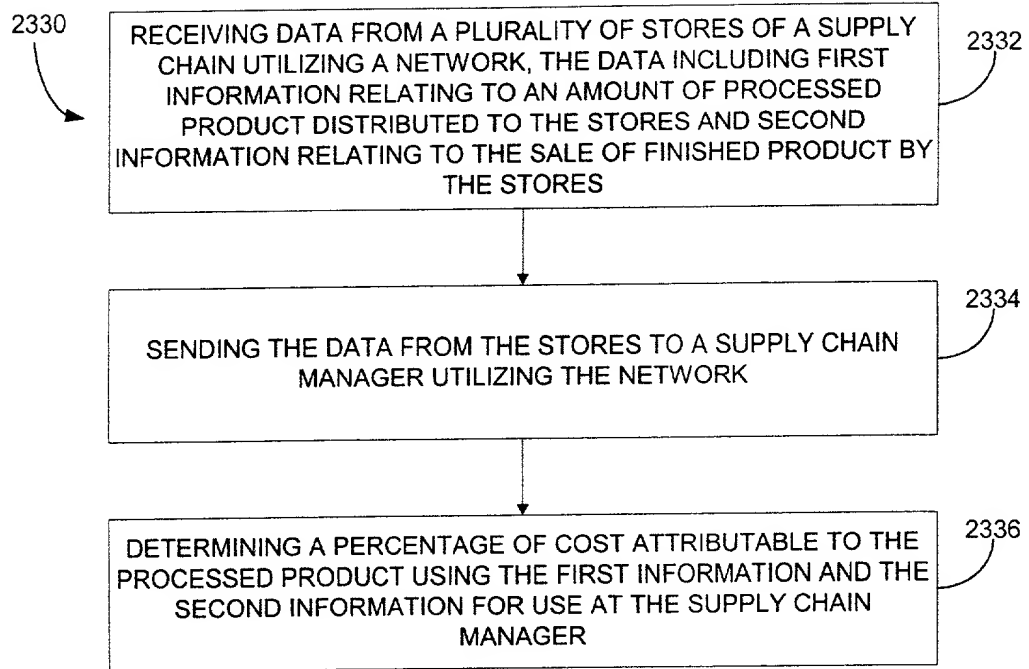 2330
RECEIVING DATA FROM A PLURALITY OF STORES OF A SUPPLY
CHAIN UTILIZING A NETWORK, THE DATA INCLUDING FIRST
INFORMATION RELATING TO AN AMOUNT OF PROCESSED
PRODUCT DISTRIBUTED TO THE STORES AND SECOND
INFORMATION RELATING TO THE SALE OF FINISHED PRODUCT BY
THE STORES
2332
SENDING THE DATA FROM THE STORES TO A SUPPLY CHAIN
MANAGER UTILIZING THE NETWORK
2334
DETERMINING A PERCENTAGE OF COST ATTRIBUTABLE TO THE
PROCESSED PRODUCT USING THE FIRST INFORMATION AND THE
SECOND INFORMATION FOR USE AT THE SUPPLY CHAIN
MANAGER
2336